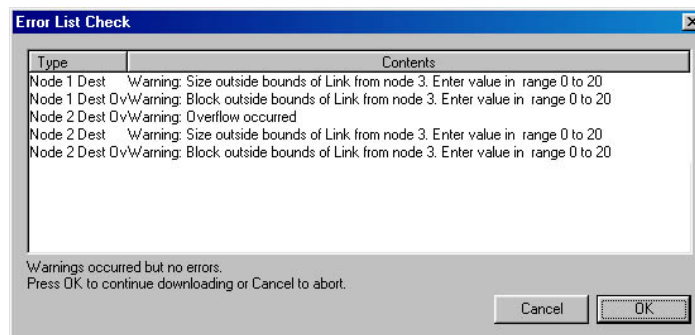 Error List Check
Type Contents
Node 1 Dest Warning: Size outside bounds of Link from node 3. Enter value in range 0 to 20
Node 1 Dest Ov Warning: Block outside bounds of Link from node 3. Enter value in range 0 to 20
Node 2 Dest Ov Warning: Overflow occurred
Node 2 Dest Warning: Size outside bounds of Link from node 3. Enter value in range 0 to 20
Node 2 Dest Ov Warning: Block outside bounds of Link from node 3. Enter value in range 0 to 20
Warnings occurred but no errors.
Press OK to continue downloading or Cancel to abort.
Cancel OK